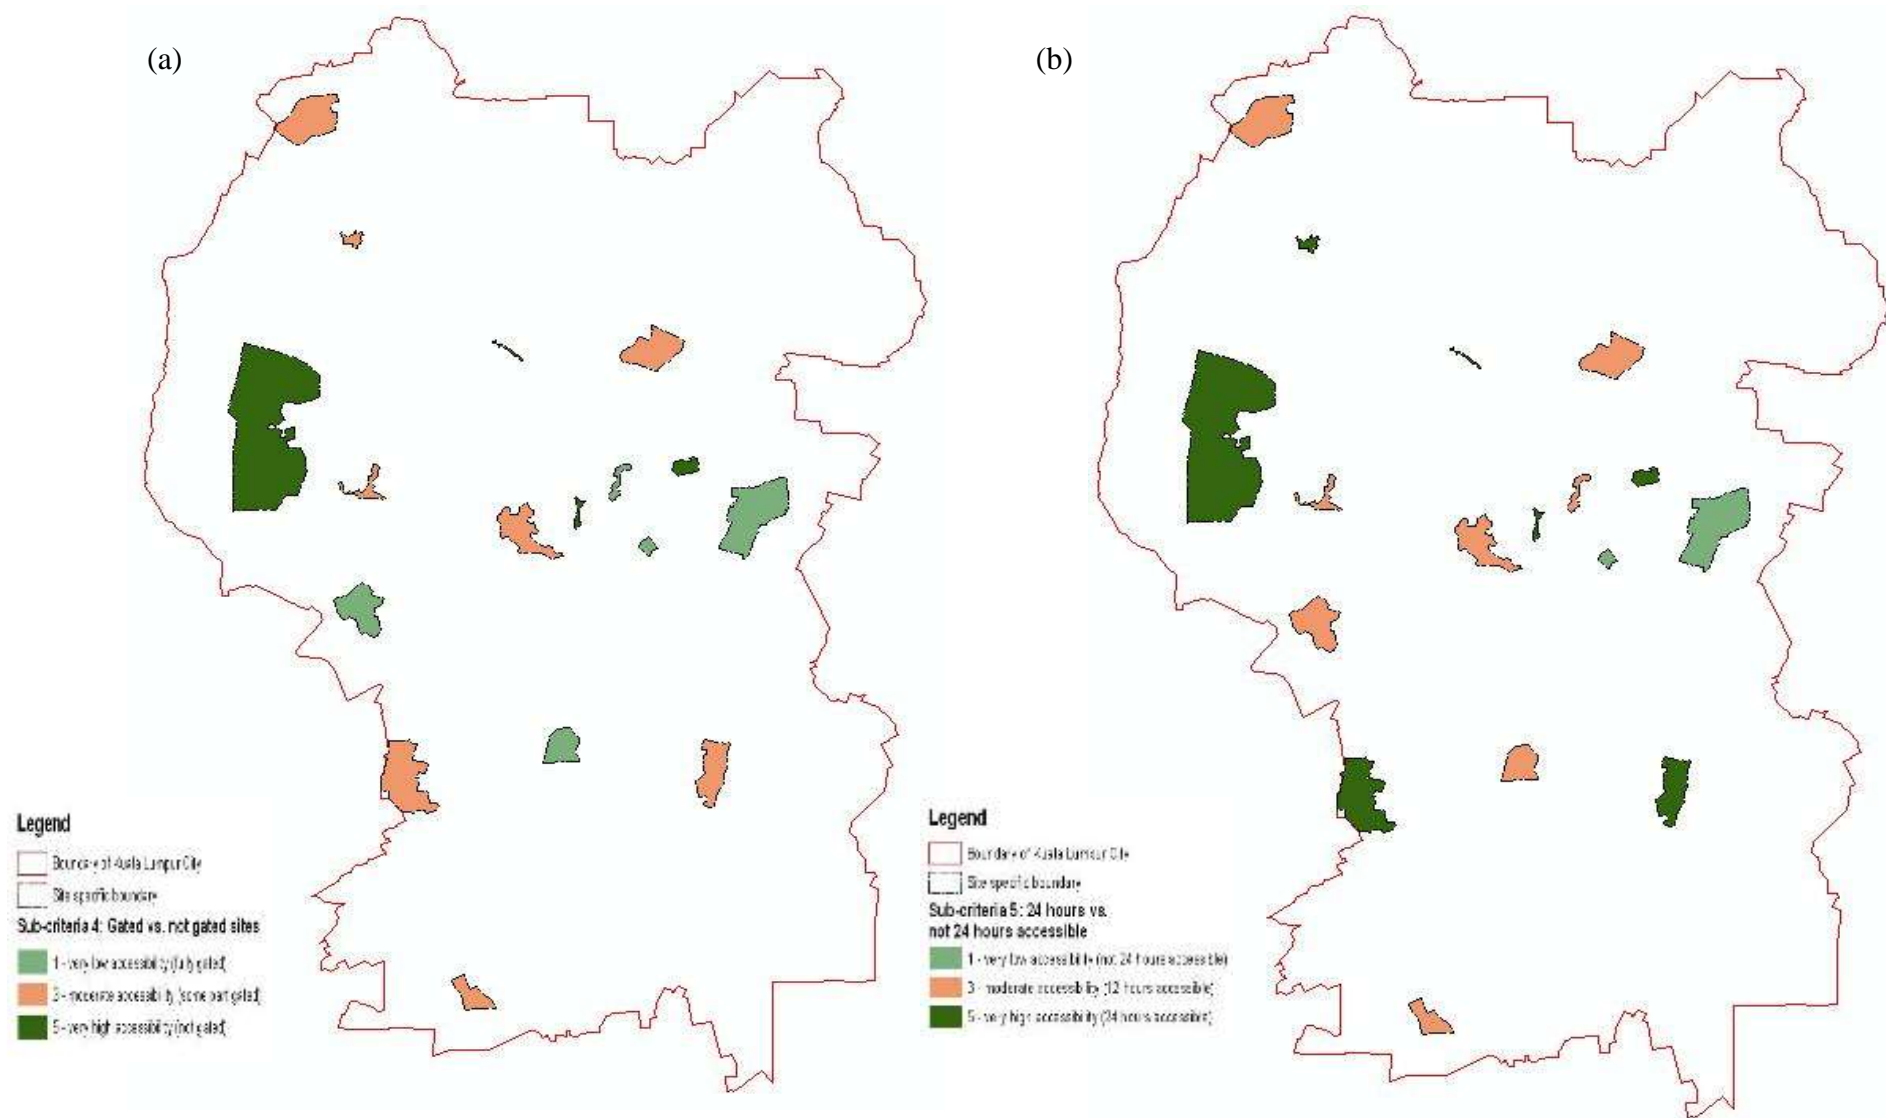 (a)
Legend
Boundary of Kuala Lumpur City
Site specific boundary
Sub-criteria 4: Gated vs. not gated sites
1 - very low accessibility (fully gated)
3 - moderate accessibility (some part gated)
5 - very high accessibility (not gated)
(b)
Legend
Boundary of Kuala Lumpur City
Site specific boundary
Sub-criteria 5: 24 hours vs.
not 24 hours accessible
1 - very low accessibility (not 24 hours accessible)
3 - moderate accessibility (12 hours accessible)
5 - very high accessibility (24 hours accessible)